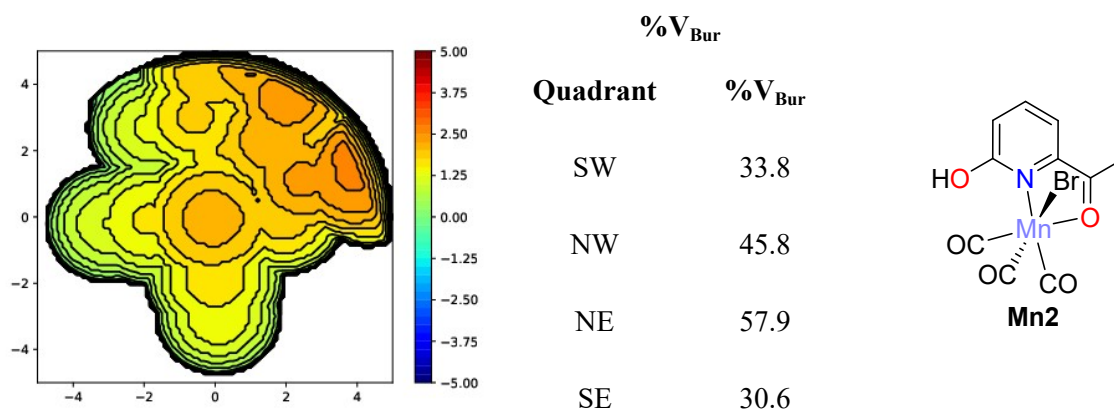 %V_Bur
Quadrant %V_Bur
SW 33.8
NW 45.8
NE 57.9
SE 30.6
4
2
0
−2
−4
−4 −2 0 2 4
5.00
3.75
2.50
1.25
0.00
−1.25
−2.50
−3.75
−5.00
HO
N
Br
Mn
O
OC
OC
CO
Mn2